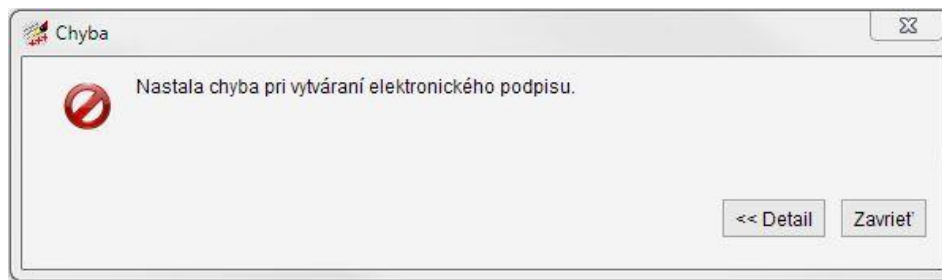 Chyba
Nastala chyba pri vytváraní elektronického podpisu.
<< Detail
Zavrieť